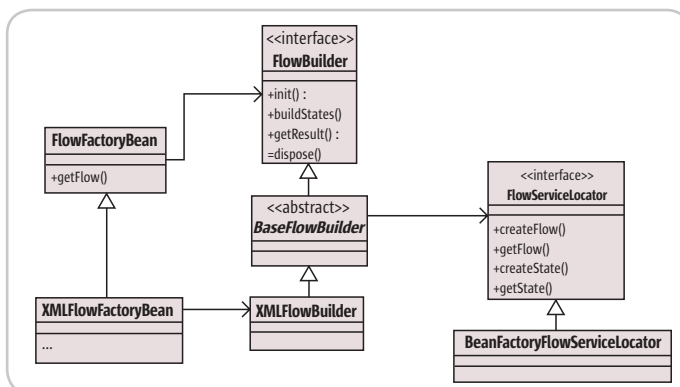 <<interface>>
FlowBuilder
+init() :
+buildStates()
+getResult() :
=dispose()
FlowFactoryBean
+getFlow()
<<interface>>
FlowServiceLocator
+createFlow()
+getFlow()
+createState()
+getState()
<<abstract>>
BaseFlowBuilder
XMLFlowFactoryBean
...
XMLFlowBuilder
BeanFactoryFlowServiceLocator